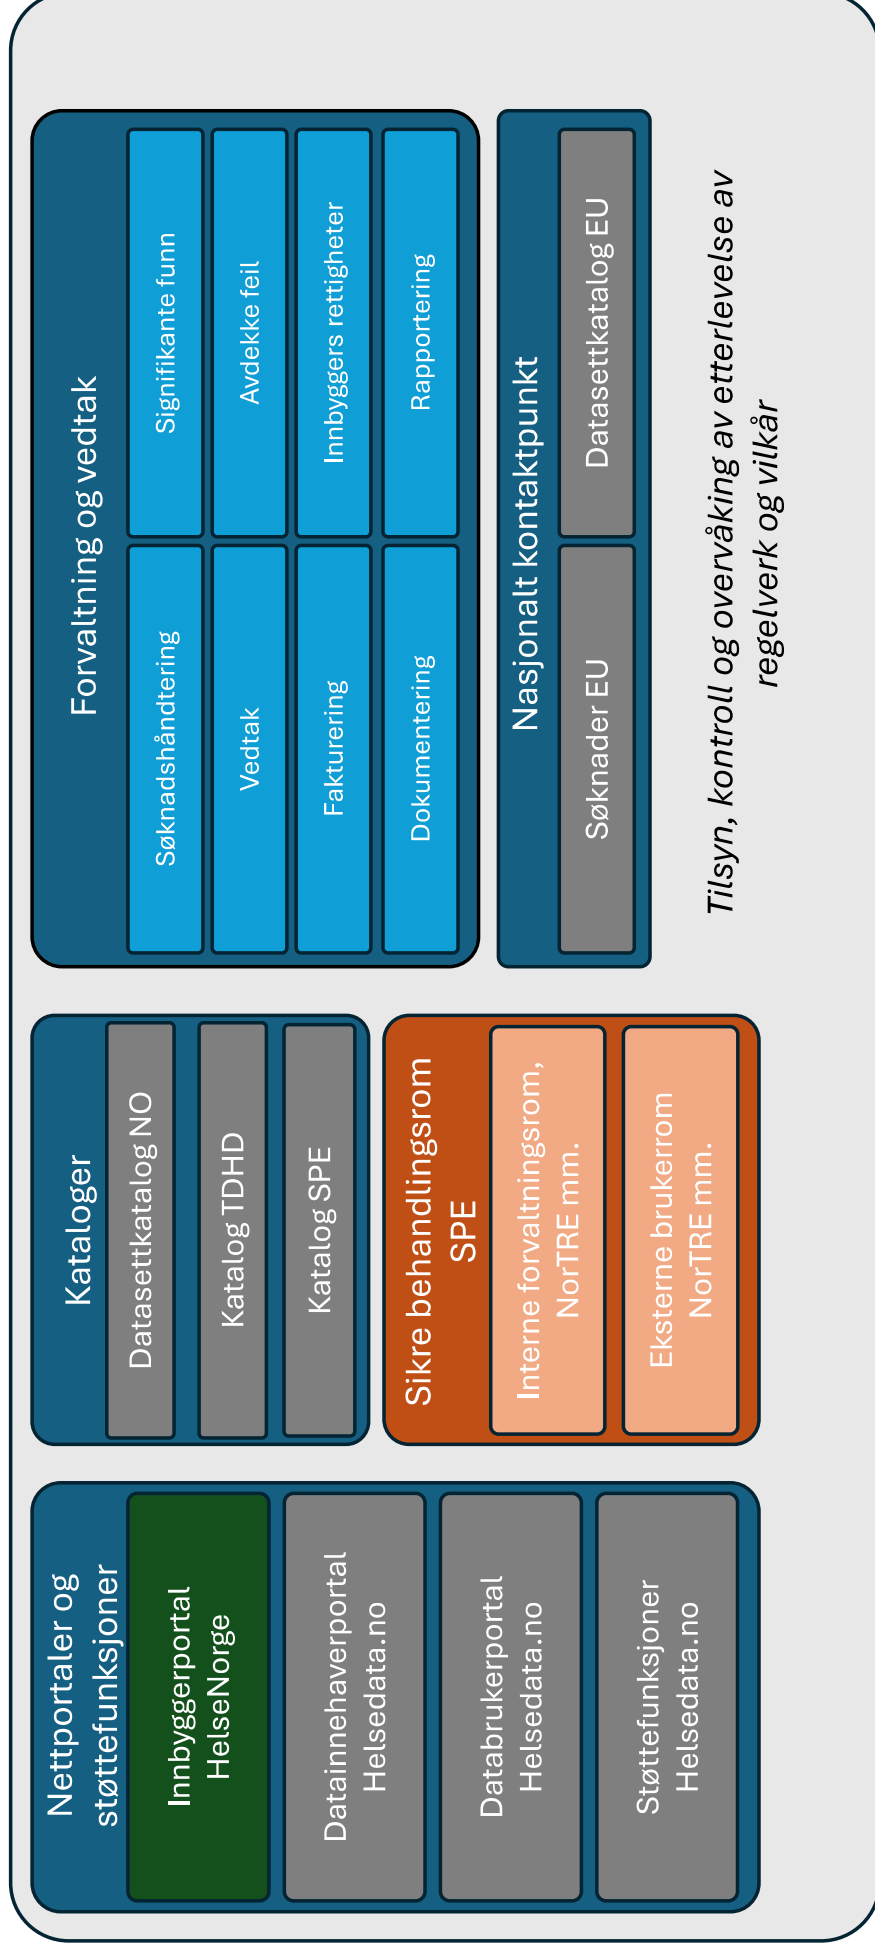 Nettportaler og
støttefunksjoner
Innbyggerportal
HelseNorge
Datainnehaverportal
Helsedata.no
Databrukerportal
Helsedata.no
Støttefunksjoner
Helsedata.no
Kataloger
Datasettkatalog NO
Katalog TDHD
Katalog SPE
Sikre behandlingsrom
SPE
Interne forvaltningsrom,
NorTRE mm.
Eksterne brukerrom
NorTRE mm.
Forvaltning og vedtak
Søknadshåndtering
Signifikante funn
Vedtak
Avdekke feil
Fakturering
Innbyggers rettigheter
Dokumentering
Rapportering
Nasjonalt kontaktpunkt
Søknader EU
Datasettkatalog EU
Tilsyn, kontroll og overvåking av etterlevelse av
regelverk og vilkår